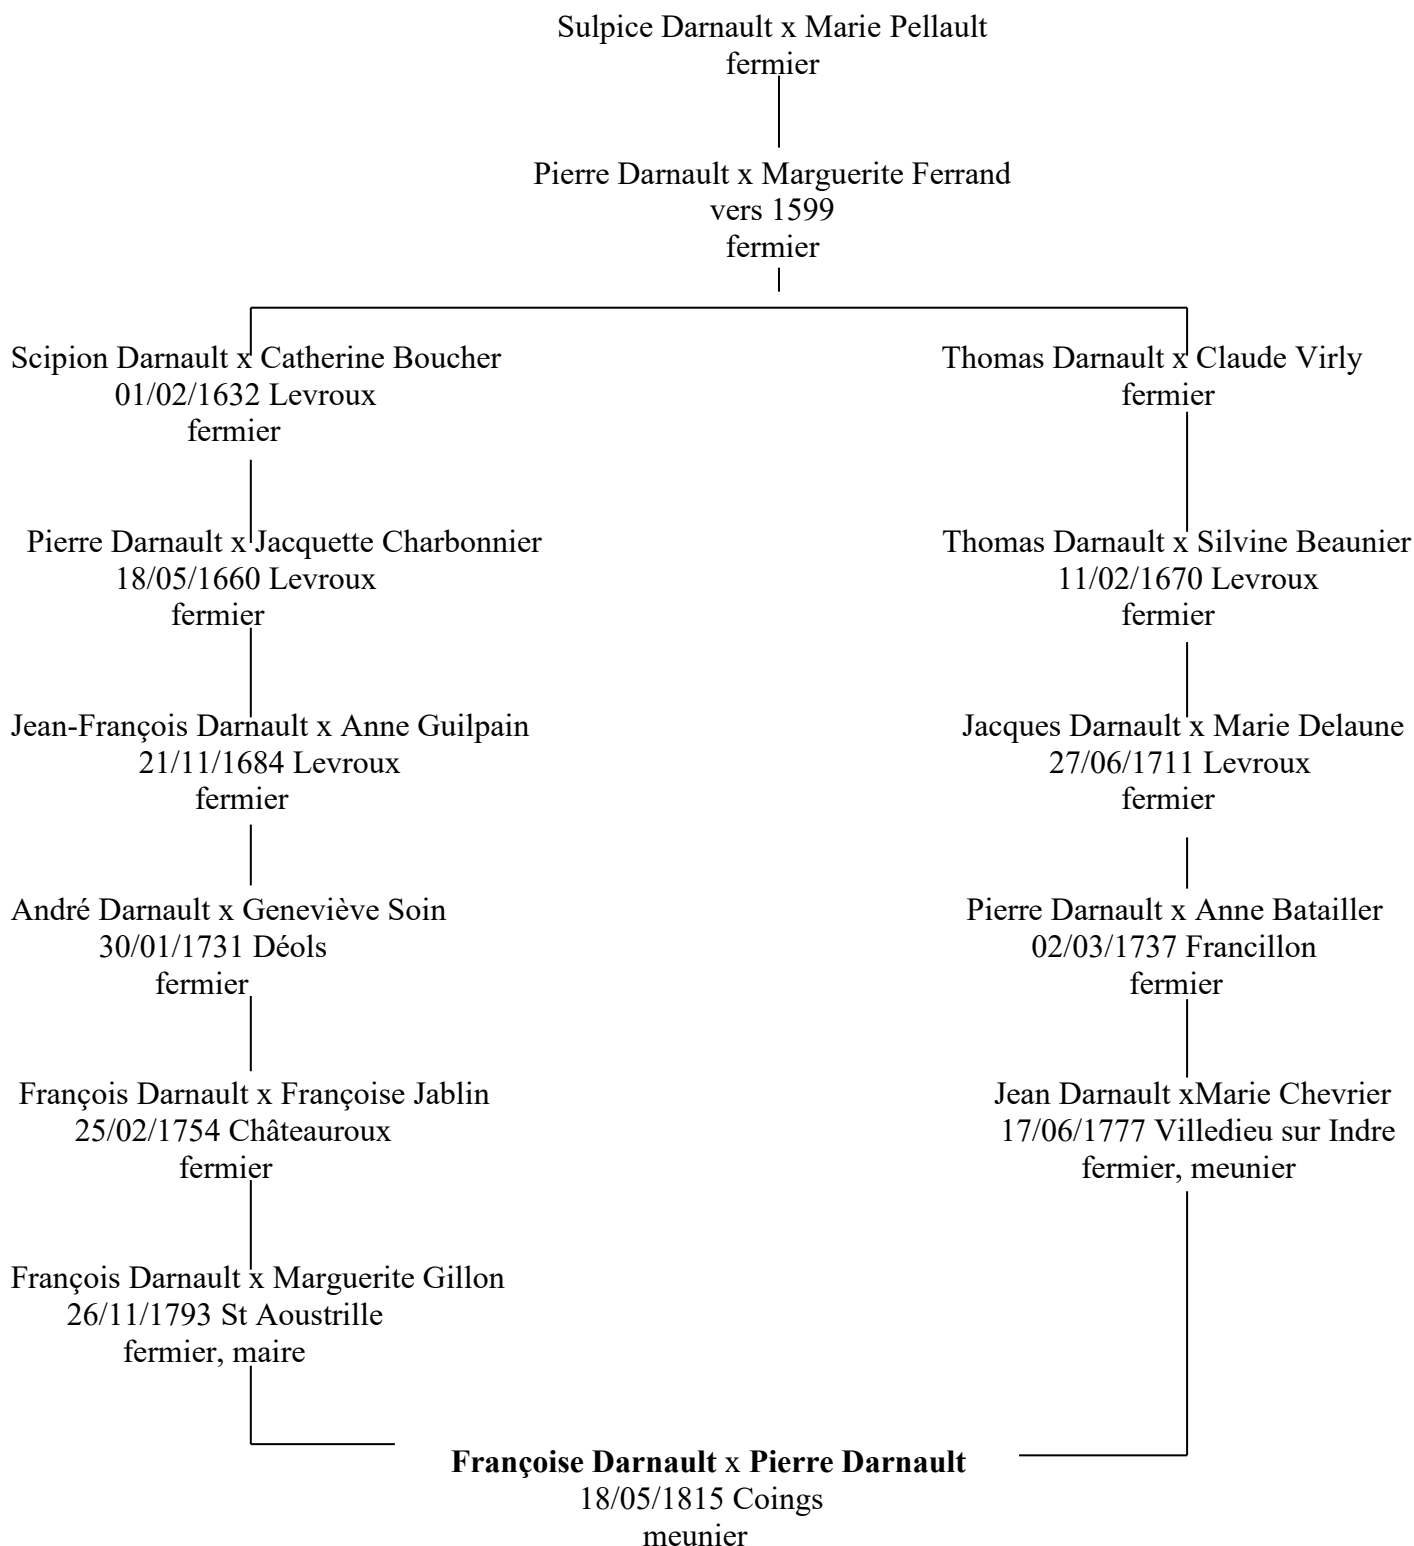 Sulpice Darnault x Marie Pellault
fermier
Pierre Darnault x Marguerite Ferrand
vers 1599
fermier
Scipion Darnault x Catherine Boucher
01/02/1632 Levroux
fermier
Thomas Darnault x Claude Virly
fermier
Pierre Darnault x Jacquette Charbonnier
18/05/1660 Levroux
fermier
Thomas Darnault x Silvine Beaunier
11/02/1670 Levroux
fermier
Jean-François Darnault x Anne Guilpain
21/11/1684 Levroux
fermier
Jacques Darnault x Marie Delaune
27/06/1711 Levroux
fermier
André Darnault x Geneviève Soin
30/01/1731 Déols
fermier
Pierre Darnault x Anne Batailler
02/03/1737 Francillon
fermier
François Darnault x Françoise Jablin
25/02/1754 Châteauroux
fermier
Jean Darnault xMarie Chevrier
17/06/1777 Villedieu sur Indre
fermier, meunier
François Darnault x Marguerite Gillon
26/11/1793 St Aoustrille
fermier, maire
Françoise Darnault x Pierre Darnault
18/05/1815 Coings
meunier